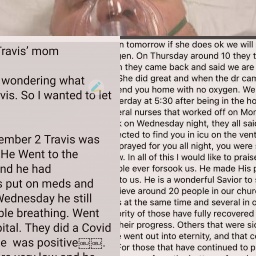 Travis' mom
wondering what
vis. So I wanted to let
ember 2 Travis was
He Went to the
nd he had
s put on meds and
Wednesday he still
ble breathing. Went
pital. They did a Covid
e was positive
n tomorrow if she does ok we will
en. On Thursday around 10 they t
n they came back and said we are
She did great and when the dr cam
nd you home with no oxygen. We
erday at 5:30 after being in the ho
ral nurses that worked off on Mon
k on Wednesday night, they all said
cted to find you in icu on the vent
prayed for you all night, you were s
w. In all of this I would like to praise
ple ever forsook us. He made His p
to us. He is a wonderful Savior to s
ieve around 20 people in our churc
s at the same time and several in c
ority of those have fully recovered
heir progress. Others that were sic
e went out into eternity, and that c
For those that have continued to p